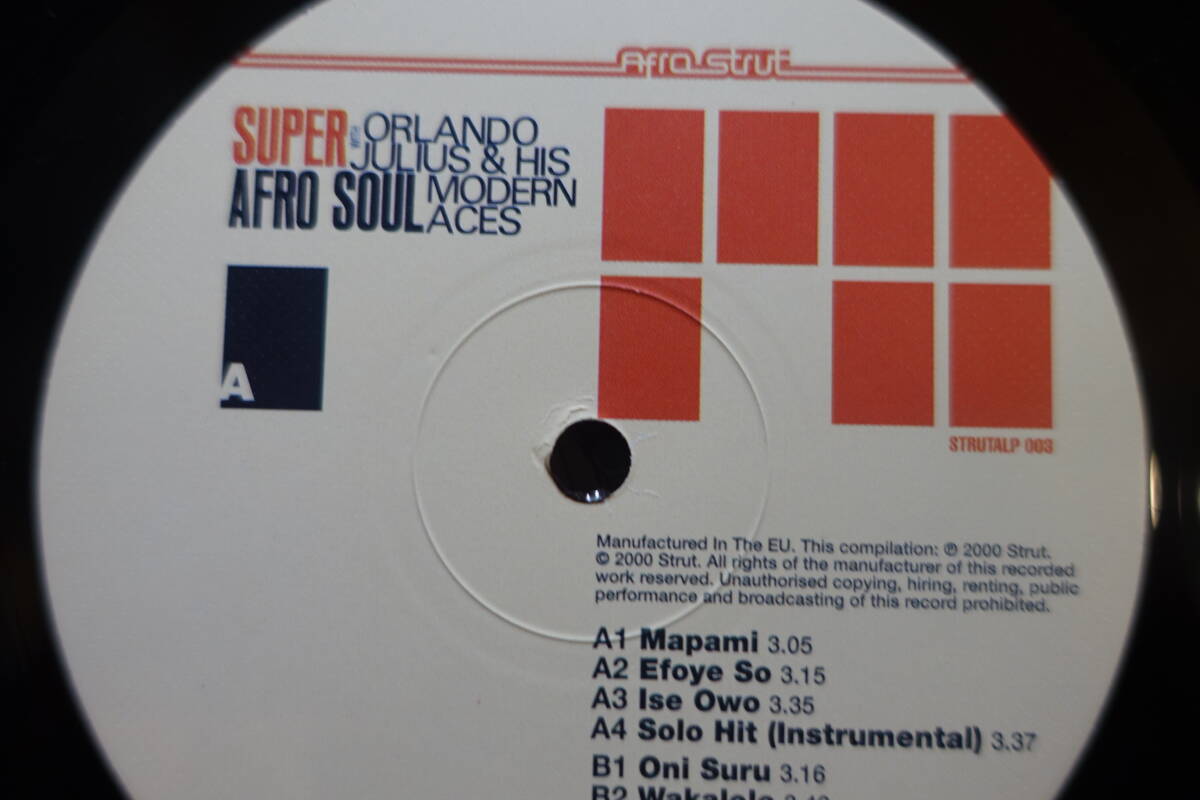 Afro Strut
SUPER WITH ORLANDO
JULIUS & HIS
AFRO SOUL MODERN
ACES
A
STRUTALP 003
Manufactured In The EU. This compilation: ℗ 2000 Strut.
© 2000 Strut. All rights of the manufacturer of this recorded
work reserved. Unauthorised copying, hiring, renting, public
performance and broadcasting of this record prohibited.
A1 Mapami 3.05
A2 Efoye So 3.15
A3 Ise Owo 3.35
A4 Solo Hit (Instrumental) 3.37
B1 Oni Suru 3.16
B2 Wakalole